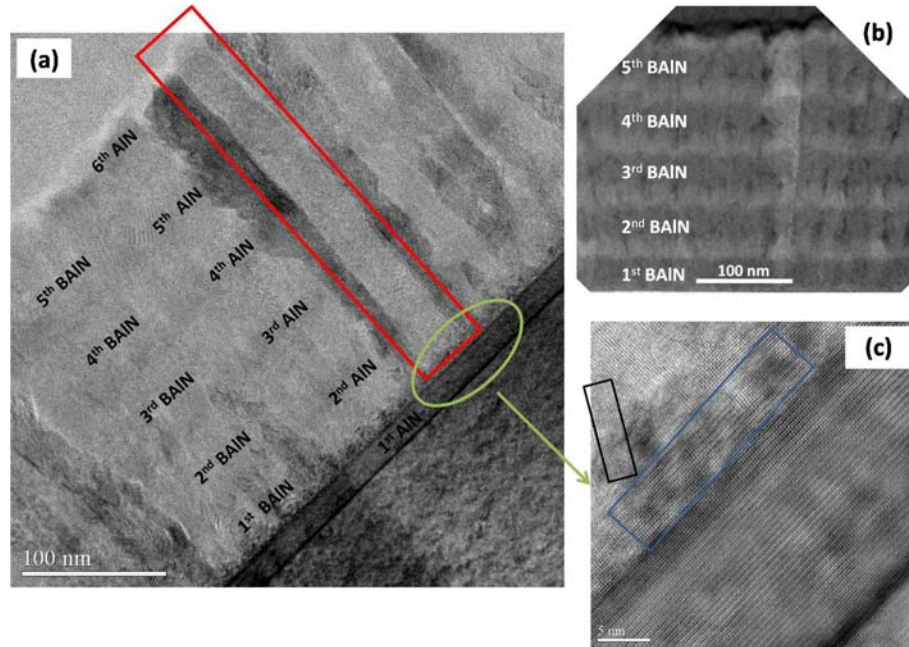 (a)
6th AlN
5th AlN
4th AlN
3rd AlN
2nd AlN
1st AlN
5th BAlN
4th BAlN
3rd BAlN
2nd BAlN
1st BAlN
100 nm
(b)
5th BAlN
4th BAlN
3rd BAlN
2nd BAlN
1st BAlN
100 nm
(c)
5 nm